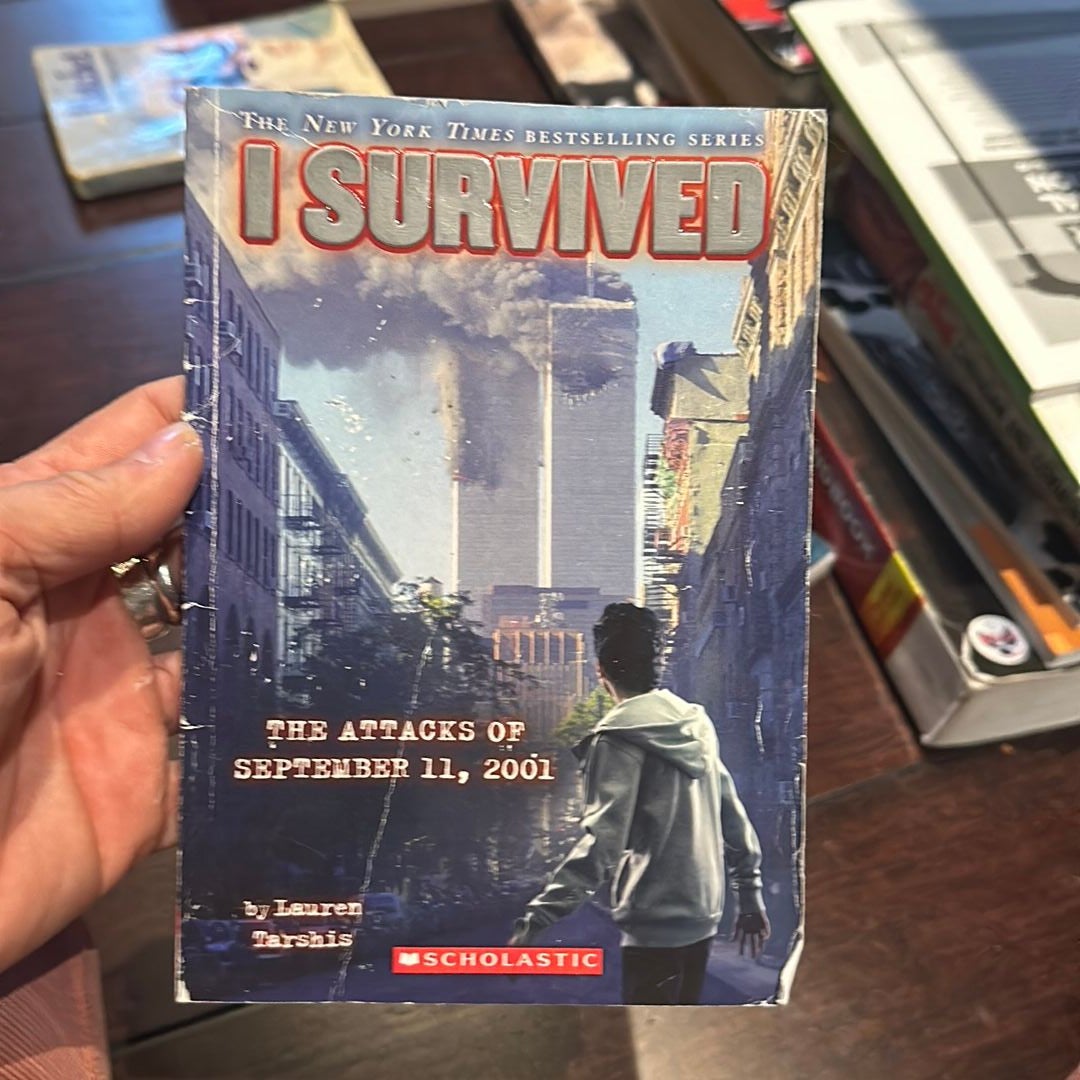 The New York Times BESTSELLING SERIES
I SURVIVED
THE ATTACKS OF
SEPTEMBER 11, 2001
by Lauren
Tarshis
SCHOLASTIC